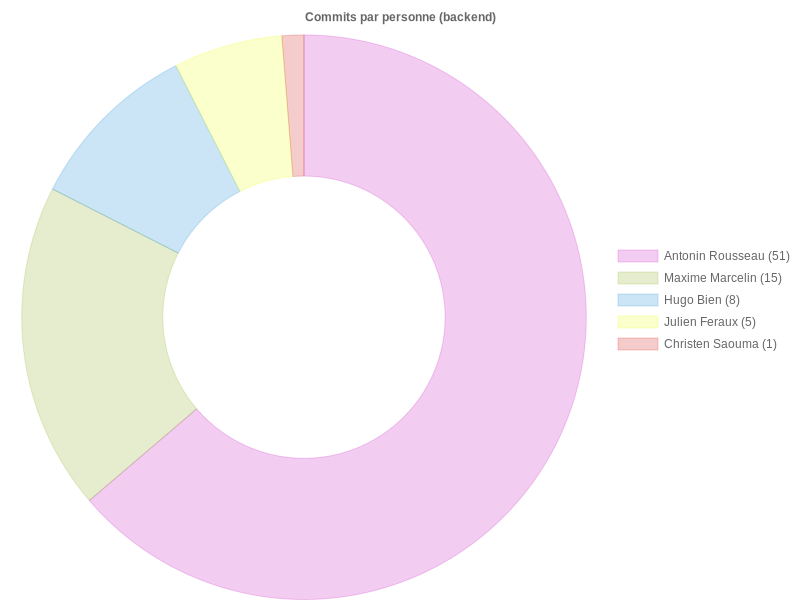 Commits par personne (backend)
Antonin Rousseau (51)
Maxime Marcelin (15)
Hugo Bien (8)
Julien Feraux (5)
Christen Saouma (1)